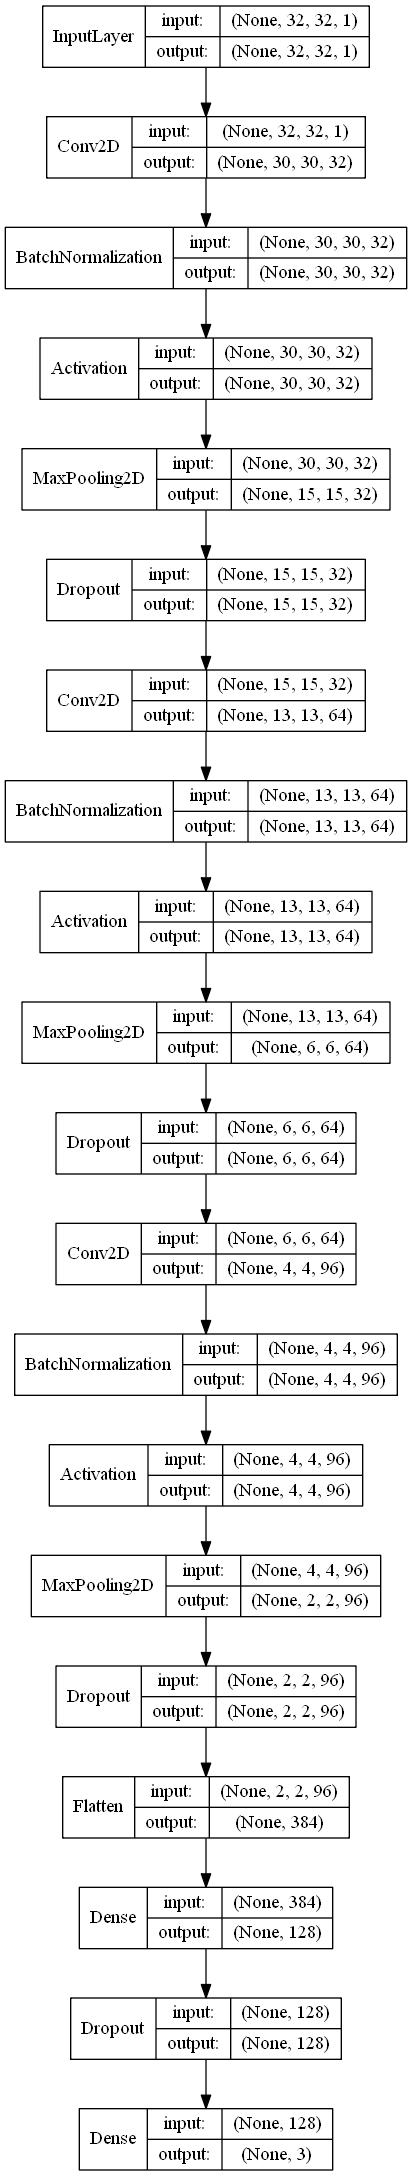 InputLayer
input: (None, 32, 32, 1)
output: (None, 32, 32, 1)
Conv2D
input: (None, 32, 32, 1)
output: (None, 30, 30, 32)
BatchNormalization
input: (None, 30, 30, 32)
output: (None, 30, 30, 32)
Activation
input: (None, 30, 30, 32)
output: (None, 30, 30, 32)
MaxPooling2D
input: (None, 30, 30, 32)
output: (None, 15, 15, 32)
Dropout
input: (None, 15, 15, 32)
output: (None, 15, 15, 32)
Conv2D
input: (None, 15, 15, 32)
output: (None, 13, 13, 64)
BatchNormalization
input: (None, 13, 13, 64)
output: (None, 13, 13, 64)
Activation
input: (None, 13, 13, 64)
output: (None, 13, 13, 64)
MaxPooling2D
input: (None, 13, 13, 64)
output: (None, 6, 6, 64)
Dropout
input: (None, 6, 6, 64)
output: (None, 6, 6, 64)
Conv2D
input: (None, 6, 6, 64)
output: (None, 4, 4, 96)
BatchNormalization
input: (None, 4, 4, 96)
output: (None, 4, 4, 96)
Activation
input: (None, 4, 4, 96)
output: (None, 4, 4, 96)
MaxPooling2D
input: (None, 4, 4, 96)
output: (None, 2, 2, 96)
Dropout
input: (None, 2, 2, 96)
output: (None, 2, 2, 96)
Flatten
input: (None, 2, 2, 96)
output: (None, 384)
Dense
input: (None, 384)
output: (None, 128)
Dropout
input: (None, 128)
output: (None, 128)
Dense
input: (None, 128)
output: (None, 3)